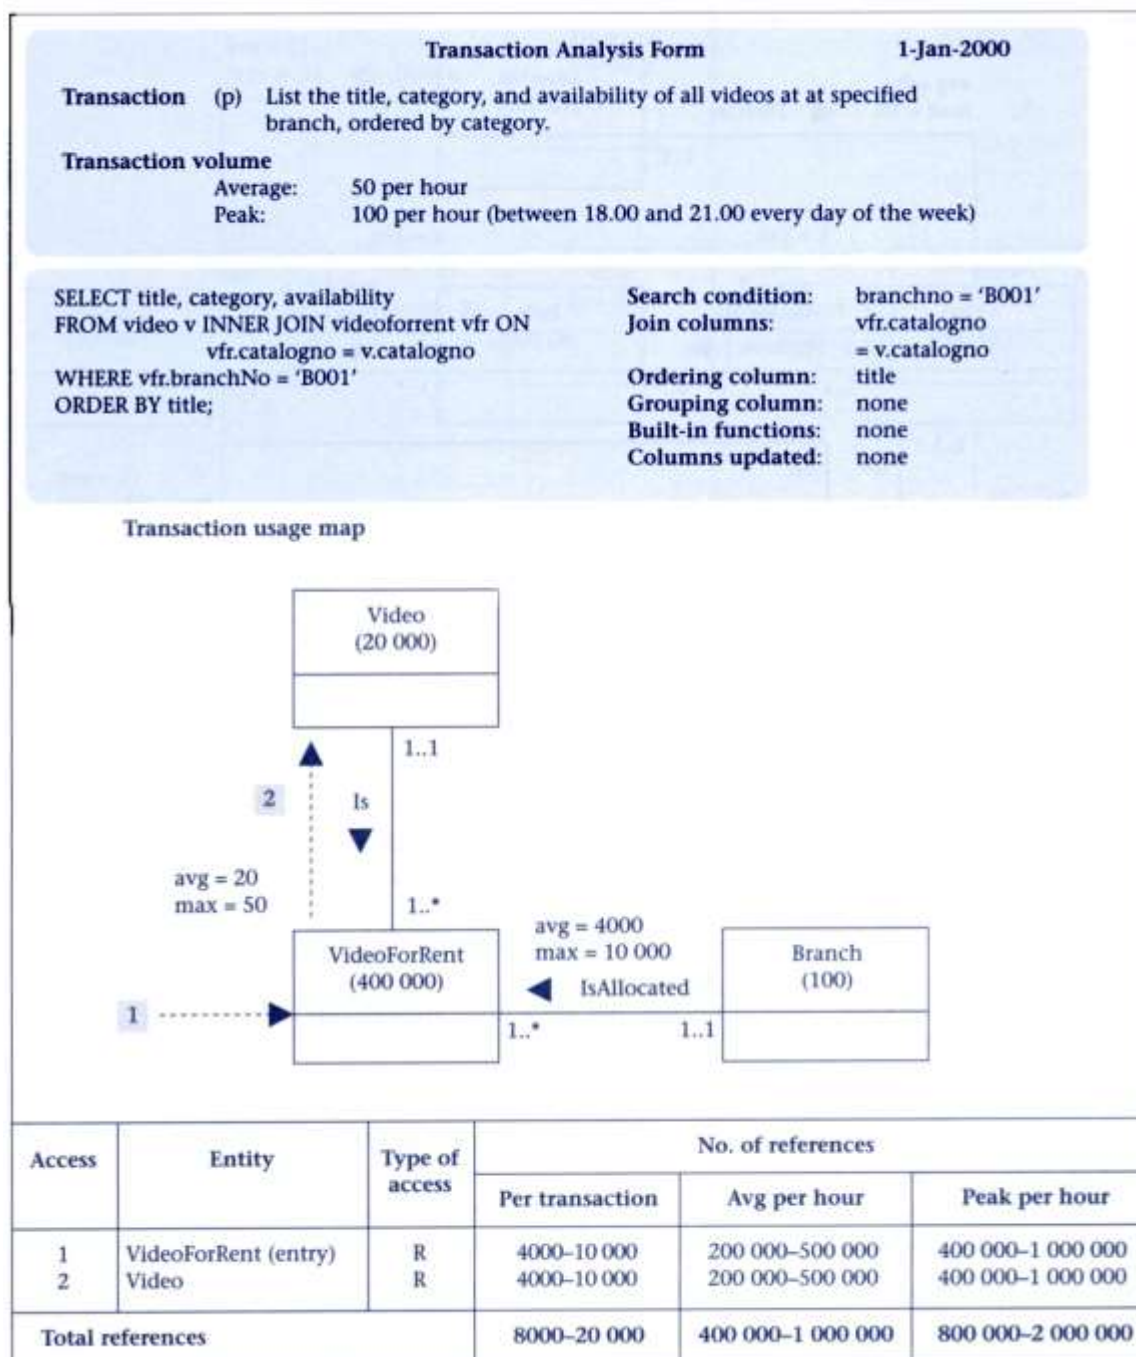 Transaction Analysis Form 1-Jan-2000
Transaction (p) List the title, category, and availability of all videos at at specified
branch, ordered by category.
Transaction volume
Average: 50 per hour
Peak: 100 per hour (between 18.00 and 21.00 every day of the week)
SELECT title, category, availability
FROM video v INNER JOIN videoforrent vfr ON
vfr.catalogno = v.catalogno
WHERE vfr.branchNo = ‘B001’
ORDER BY title;
Search condition: branchno = ‘B001’
Join columns: vfr.catalogno
= v.catalogno
Ordering column: title
Grouping column: none
Built-in functions: none
Columns updated: none
Transaction usage map
Video
(20 000)
1..1
2 Is
avg = 20
max = 50
1..*
avg = 4000
max = 10 000
VideoForRent
(400 000)
IsAllocated
Branch
(100)
1
1..* 1..1
Access Entity Type of access No. of references
Per transaction Avg per hour Peak per hour
1 VideoForRent (entry) R 4000–10 000 200 000–500 000 400 000–1 000 000
2 Video R 4000–10 000 200 000–500 000 400 000–1 000 000
Total references 8000–20 000 400 000–1 000 000 800 000–2 000 000